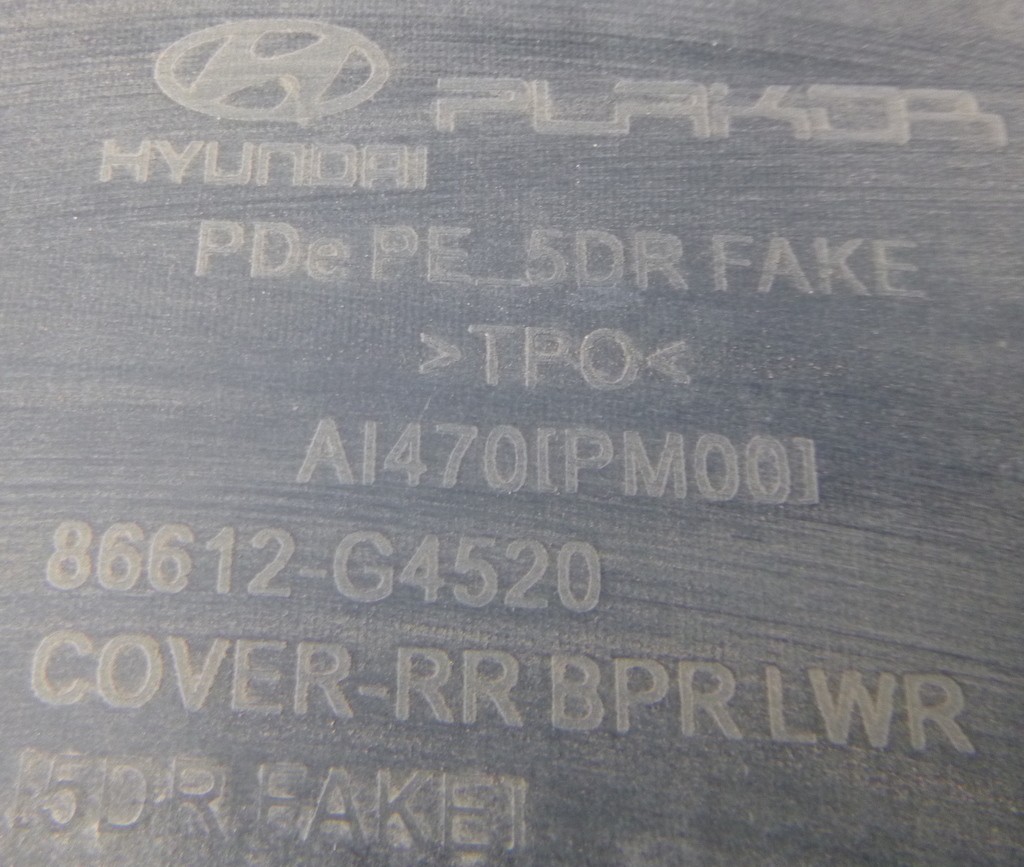 HYUNDAI PLAKOR
PDe PE_5DR FAKE
>TPO<
AI470[PM00]
86612-G4520
COVER-RR BPR LWR
[5DR FAKE]